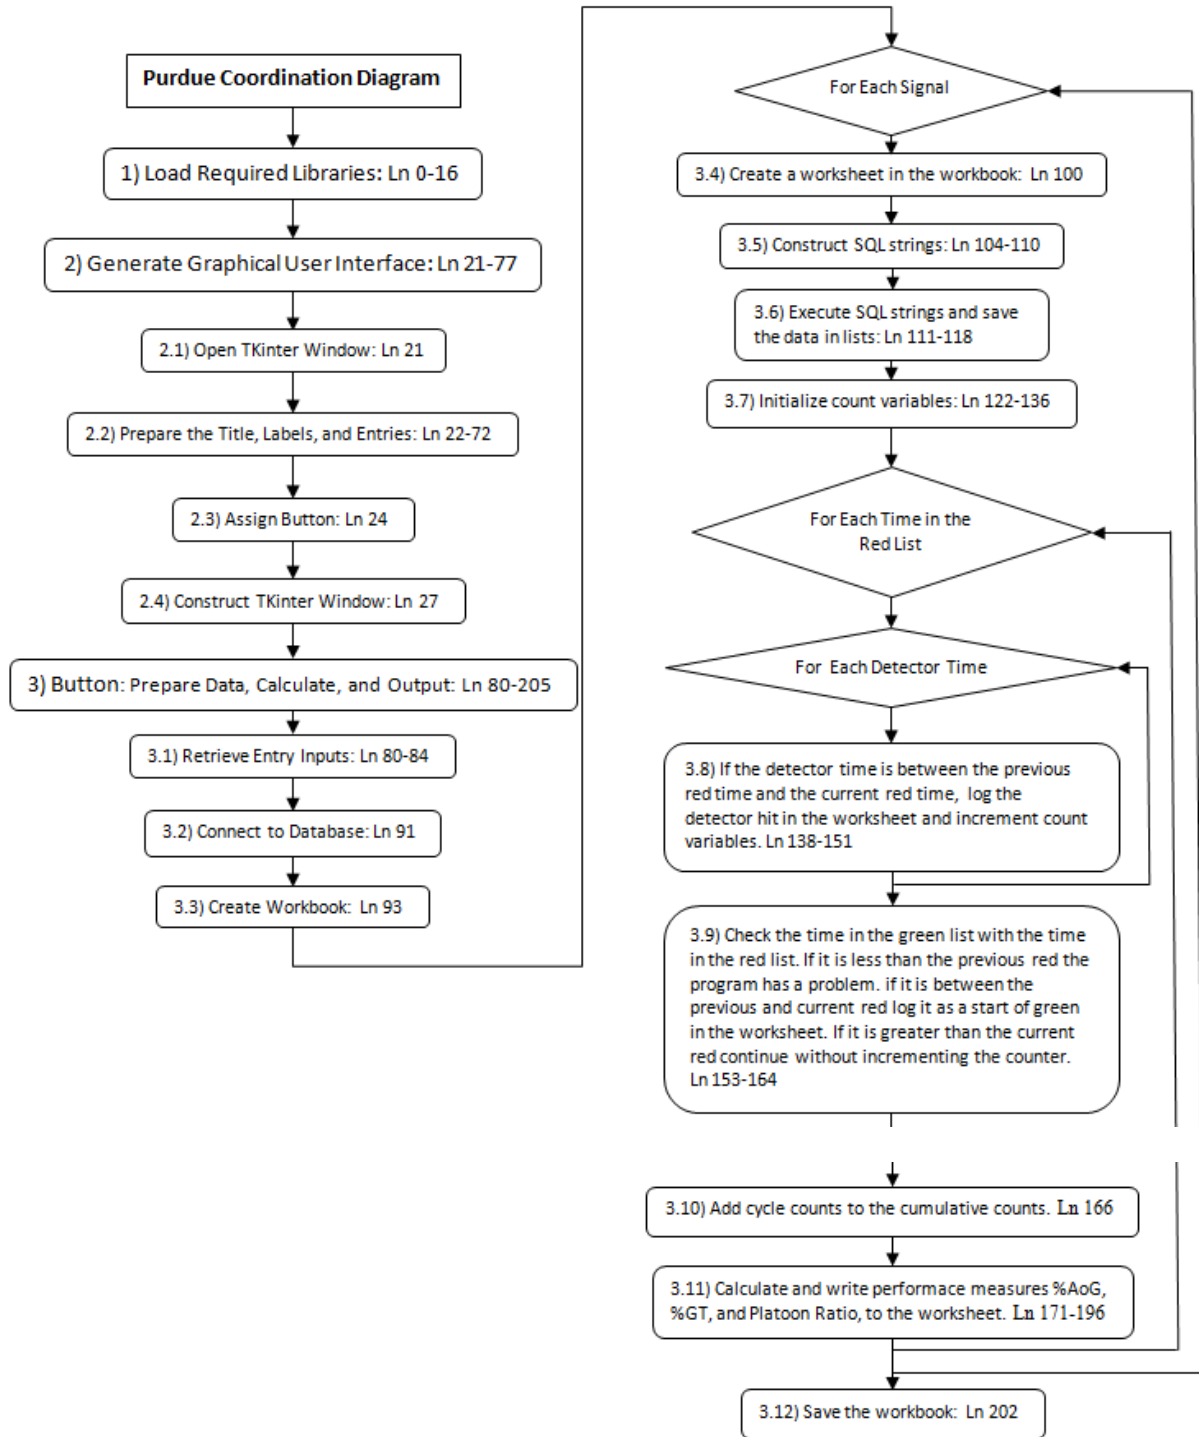 Purdue Coordination Diagram
1) Load Required Libraries: Ln 0-16
2) Generate Graphical User Interface: Ln 21-77
2.1) Open TKinter Window: Ln 21
2.2) Prepare the Title, Labels, and Entries: Ln 22-72
2.3) Assign Button: Ln 24
2.4) Construct TKinter Window: Ln 27
3) Button: Prepare Data, Calculate, and Output: Ln 80-205
3.1) Retrieve Entry Inputs: Ln 80-84
3.2) Connect to Database: Ln 91
3.3) Create Workbook: Ln 93
For Each Signal
3.4) Create a worksheet in the workbook: Ln 100
3.5) Construct SQL strings: Ln 104-110
3.6) Execute SQL strings and save
the data in lists: Ln 111-118
3.7) Initialize count variables: Ln 122-136
For Each Time in the
Red List
For Each Detector Time
3.8) If the detector time is between the previous
red time and the current red time, log the
detector hit in the worksheet and increment count
variables. Ln 138-151
3.9) Check the time in the green list with the time
in the red list. If it is less than the previous red the
program has a problem. if it is between the
previous and current red log it as a start of green
in the worksheet. If it is greater than the current
red continue without incrementing the counter.
Ln 153-164
3.10) Add cycle counts to the cumulative counts. Ln 166
3.11) Calculate and write performace measures %AoG,
%GT, and Platoon Ratio, to the worksheet. Ln 171-196
3.12) Save the workbook: Ln 202